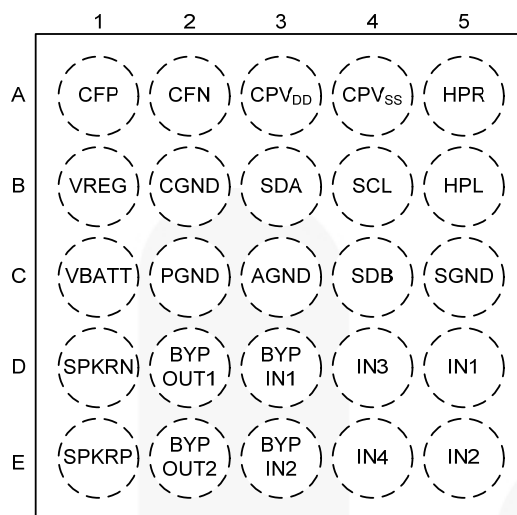 1 2 3 4 5
A CFP CFN CPVDD CPVSS HPR
B VREG CGND SDA SCL HPL
C VBATT PGND AGND SDB SGND
D SPKRN BYP OUT1 BYP IN1 IN3 IN1
E SPKRP BYP OUT2 BYP IN2 IN4 IN2